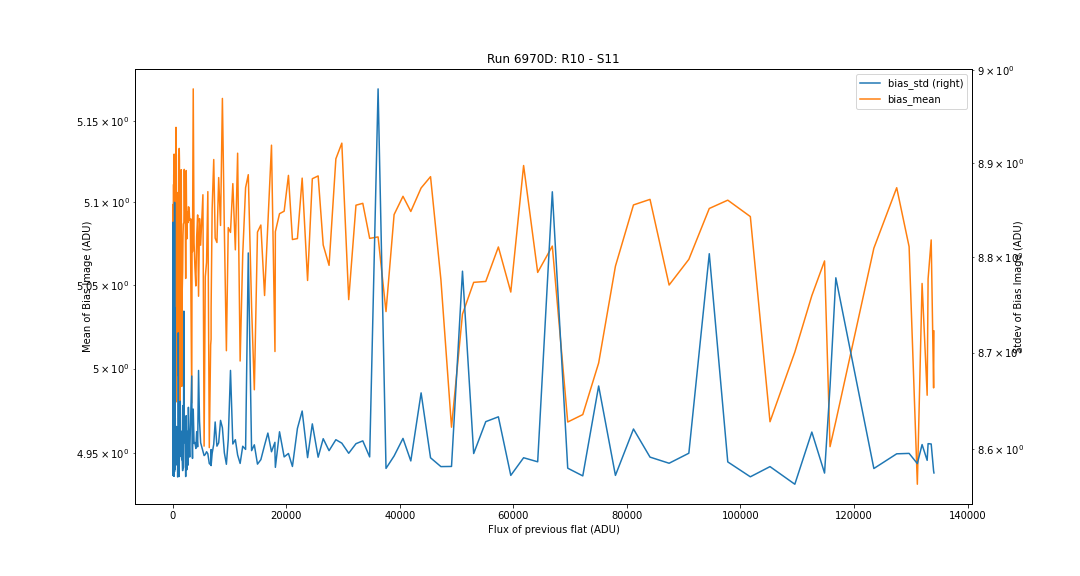 Run 6970D: R10 - S11
bias_std (right)
bias_mean
Mean of Bias Image (ADU)
5.15 × 10⁰
5.1 × 10⁰
5.05 × 10⁰
5 × 10⁰
4.95 × 10⁰
9 × 10⁰
8.9 × 10⁰
8.8 × 10⁰
8.7 × 10⁰
8.6 × 10⁰
Stdev of Bias Image (ADU)
0 20000 40000 60000 80000 100000 120000 140000
Flux of previous flat (ADU)